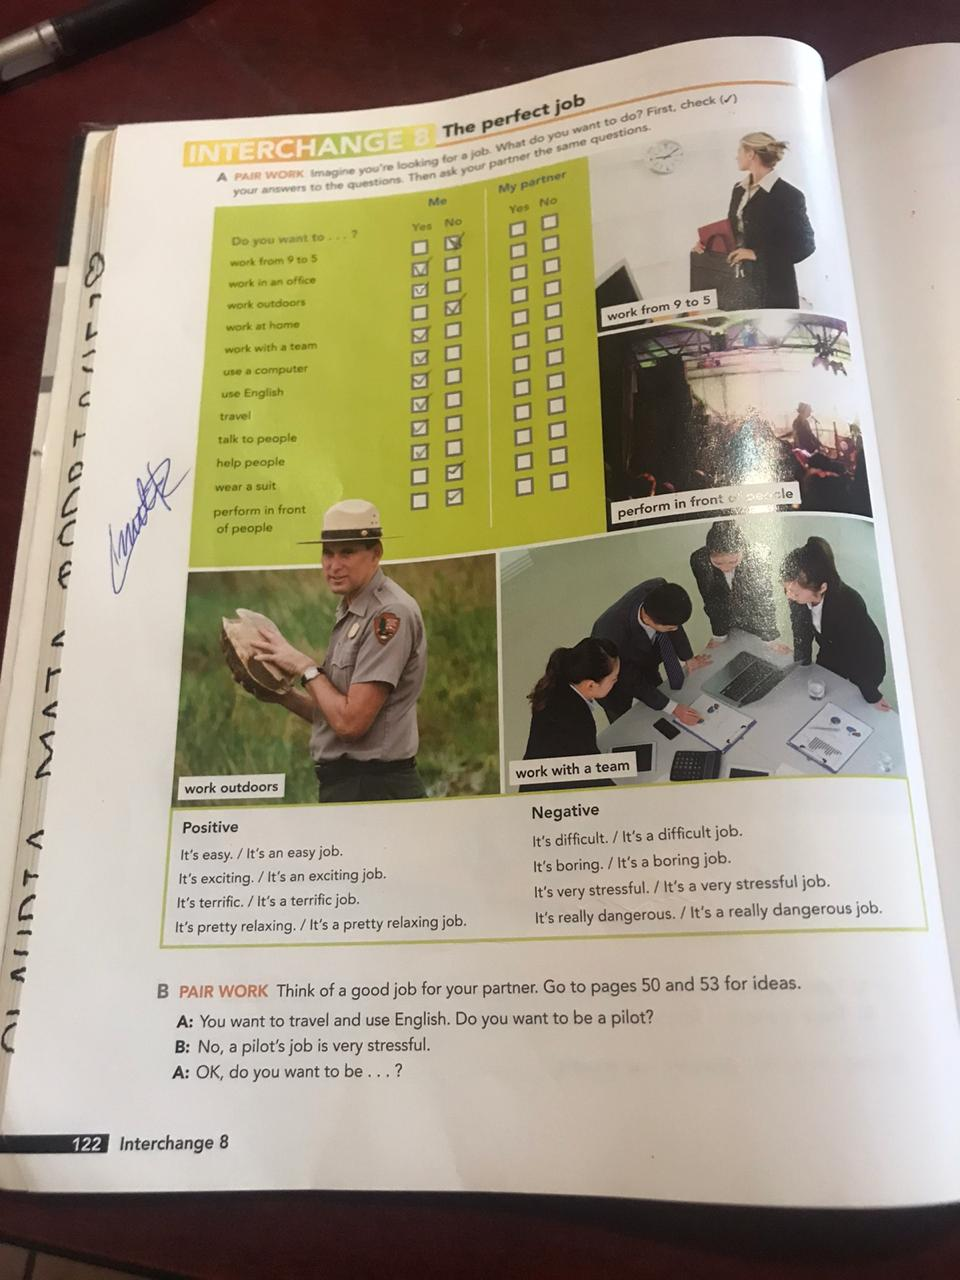 INTERCHANGE 8 The perfect job
A PAIR WORK Imagine you're looking for a job. What do you want to do? First, check (✓)
your answers to the questions. Then ask your partner the same questions.
Me
My partner
Do you want to . . . ?
Yes No
Yes No
work from 9 to 5
work in an office
work outdoors
work at home
work with a team
use a computer
use English
travel
talk to people
help people
wear a suit
perform in front
of people
work from 9 to 5
perform in front of people
work outdoors
work with a team
Positive
It's easy. / It's an easy job.
It's exciting. / It's an exciting job.
It's terrific. / It's a terrific job.
It's pretty relaxing. / It's a pretty relaxing job.
Negative
It's difficult. / It's a difficult job.
It's boring. / It's a boring job.
It's very stressful. / It's a very stressful job.
It's really dangerous. / It's a really dangerous job.
B PAIR WORK Think of a good job for your partner. Go to pages 50 and 53 for ideas.
A: You want to travel and use English. Do you want to be a pilot?
B: No, a pilot's job is very stressful.
A: OK, do you want to be . . . ?
122 Interchange 8